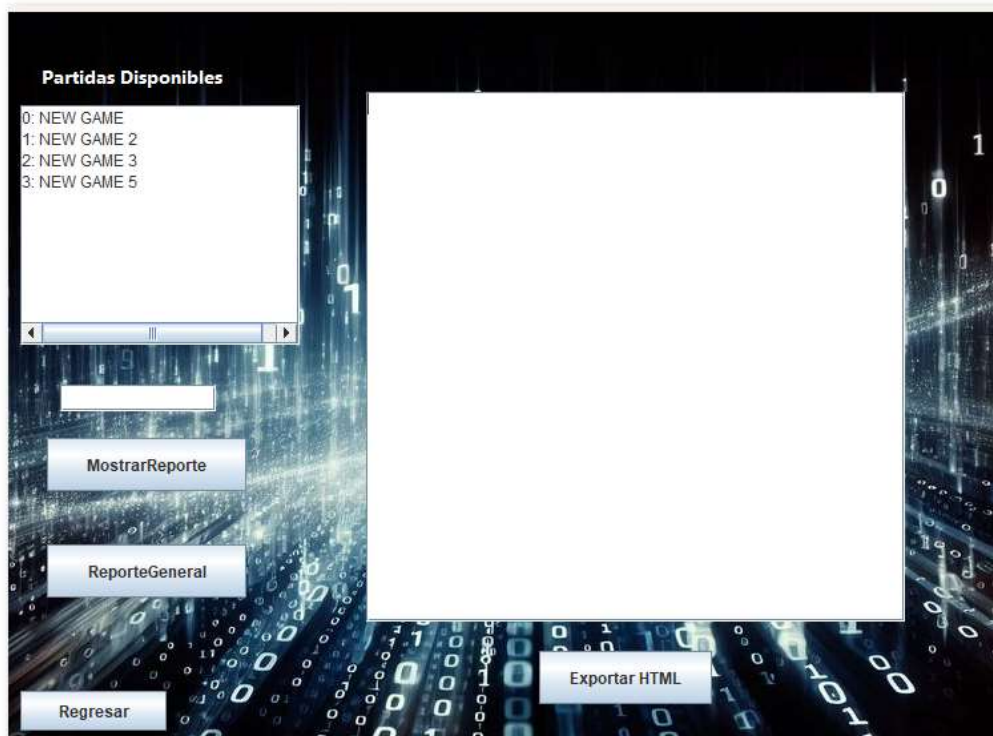 Partidas Disponibles
0: NEW GAME
1: NEW GAME 2
2: NEW GAME 3
3: NEW GAME 5
MostrarReporte
ReporteGeneral
Exportar HTML
Regresar